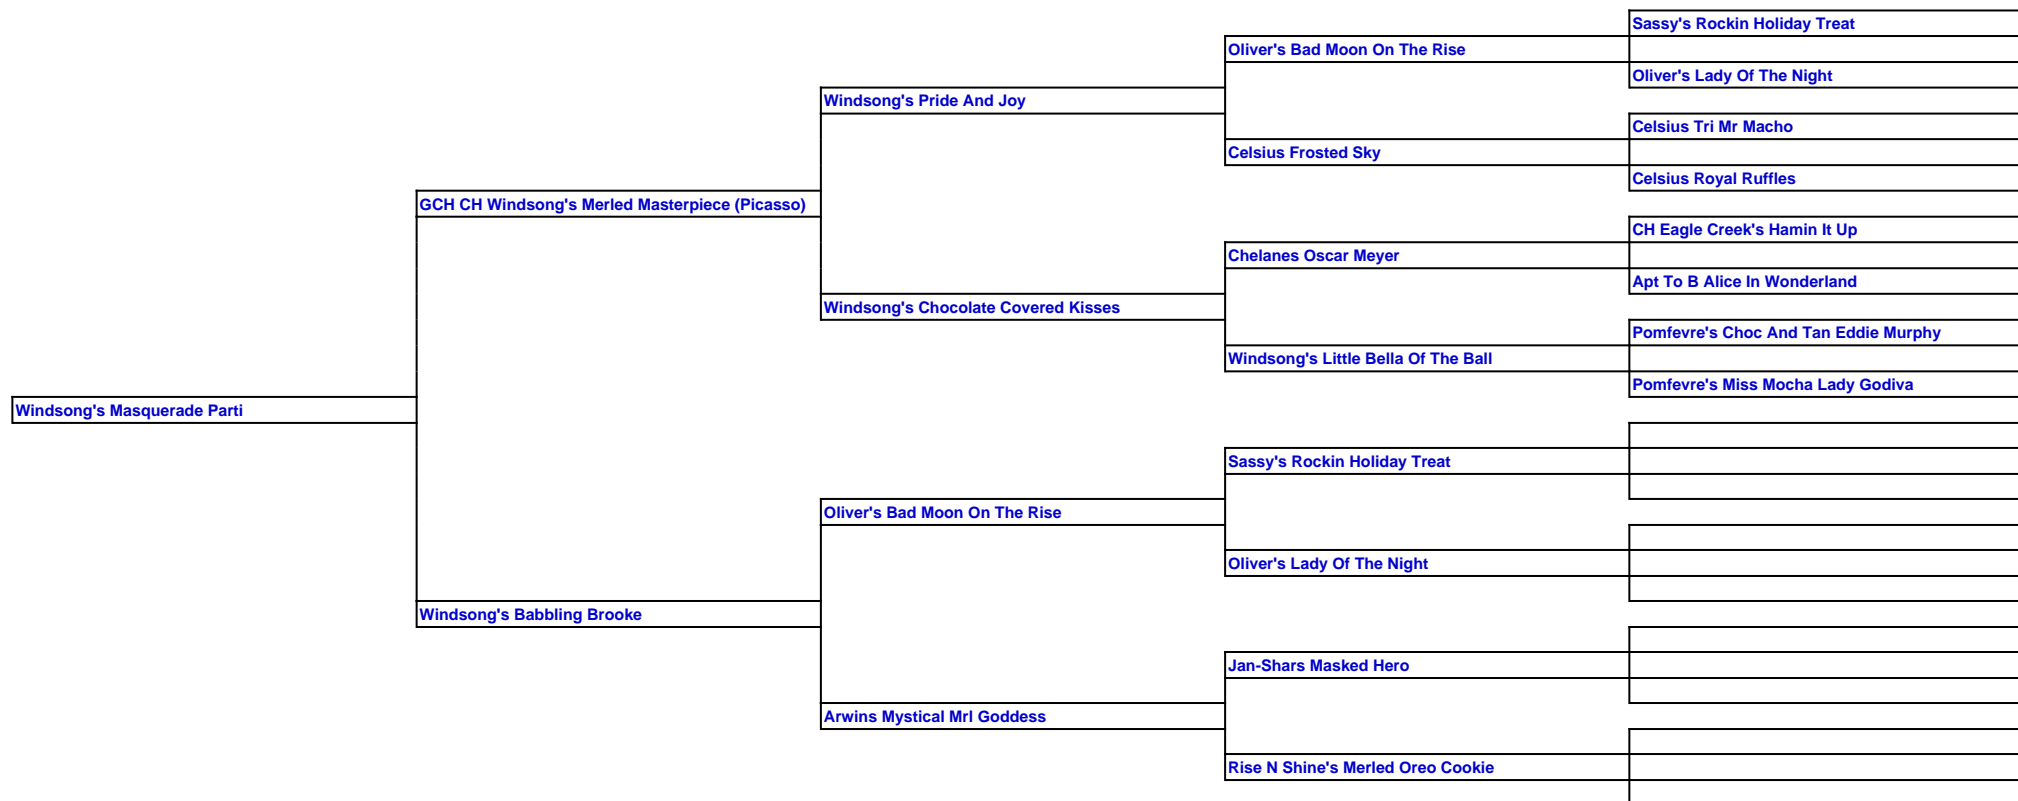 Sassy's Rockin Holiday Treat
Oliver's Bad Moon On The Rise
Oliver's Lady Of The Night
Windsong's Pride And Joy
Celsius Tri Mr Macho
Celsius Frosted Sky
Celsius Royal Ruffles
GCH CH Windsong's Merled Masterpiece (Picasso)
CH Eagle Creek's Hamin It Up
Chelanes Oscar Meyer
Apt To B Alice In Wonderland
Windsong's Chocolate Covered Kisses
Pomfevre's Choc And Tan Eddie Murphy
Windsong's Little Bella Of The Ball
Pomfevre's Miss Mocha Lady Godiva
Windsong's Masquerade Parti
Sassy's Rockin Holiday Treat
Oliver's Bad Moon On The Rise
Oliver's Lady Of The Night
Windsong's Babbling Brooke
Jan-Shars Masked Hero
Arwins Mystical Mrl Goddess
Rise N Shine's Merled Oreo Cookie